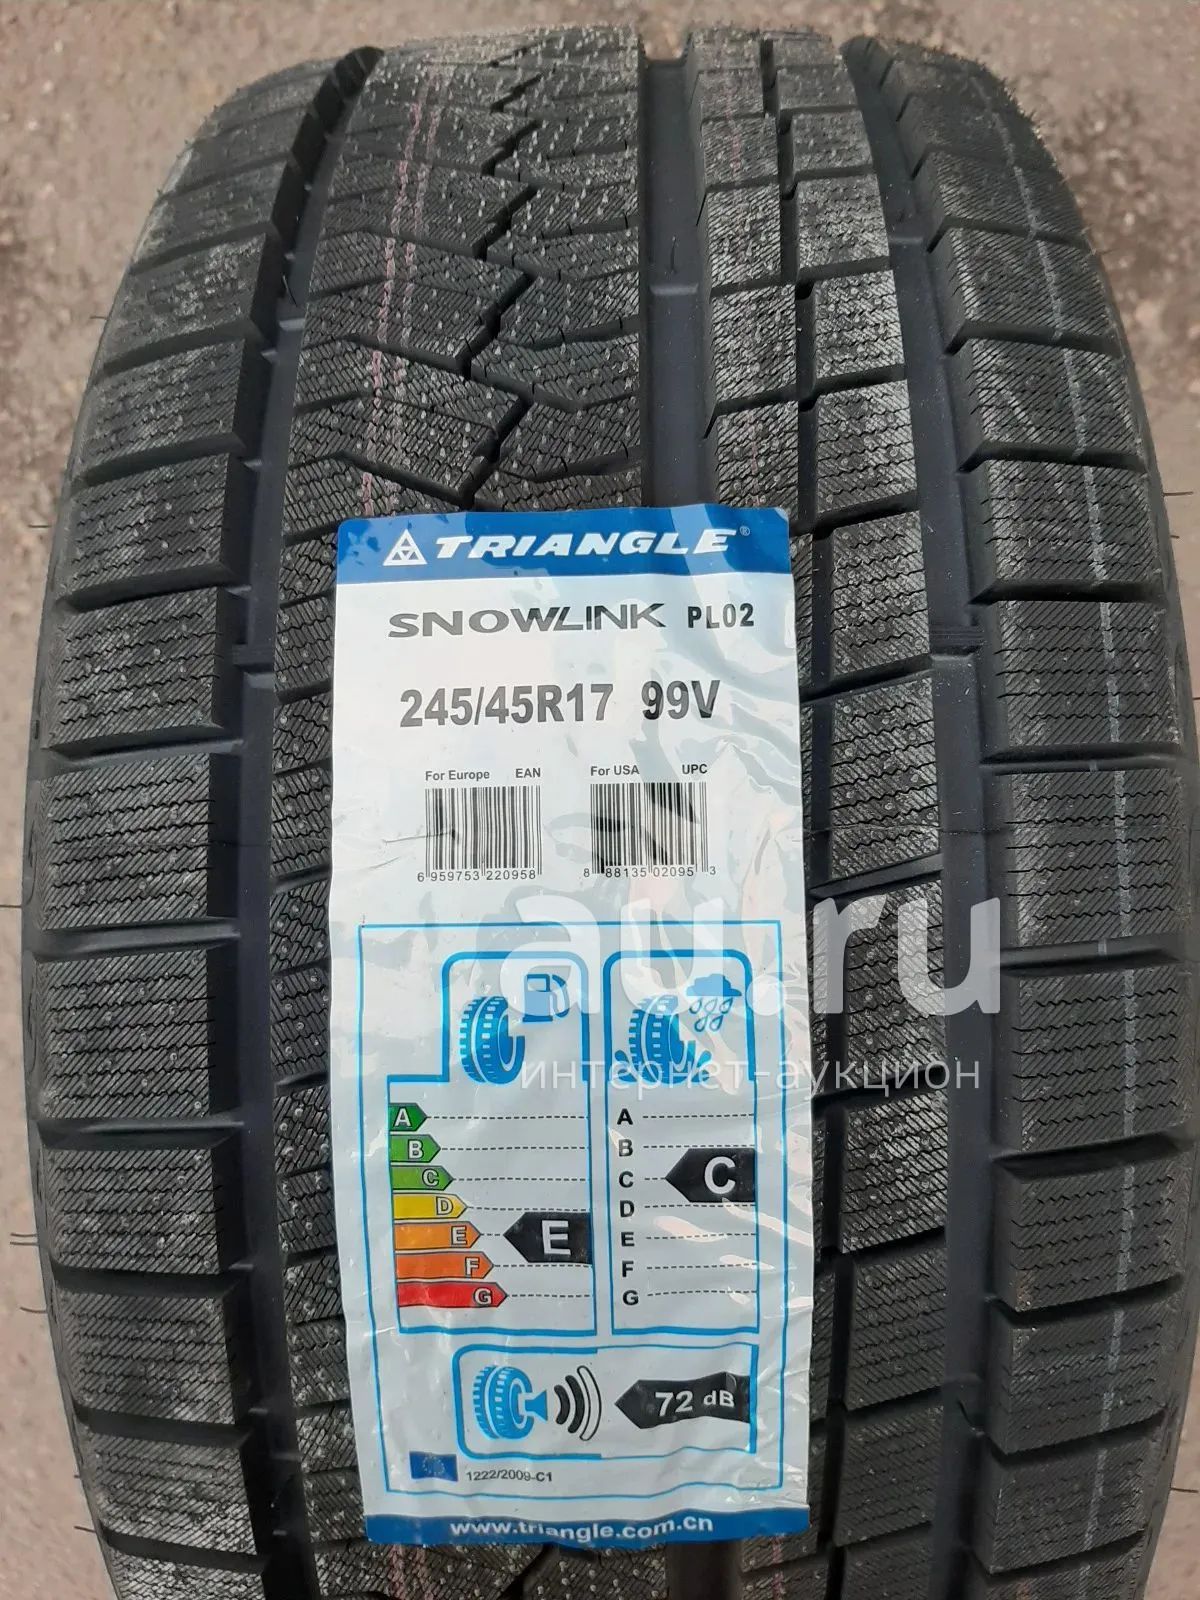 TRIANGLE®
SNOWLINK PL02
245/45R17 99V
For Europe EAN For USA UPC
6 959753 220958 8 88135 02095 3
au.ru
интернет-аукцион
A A
B B
C C C
D D
E E E
F F
G G
72 dB
1222/2009-C1
www.triangle.com.cn